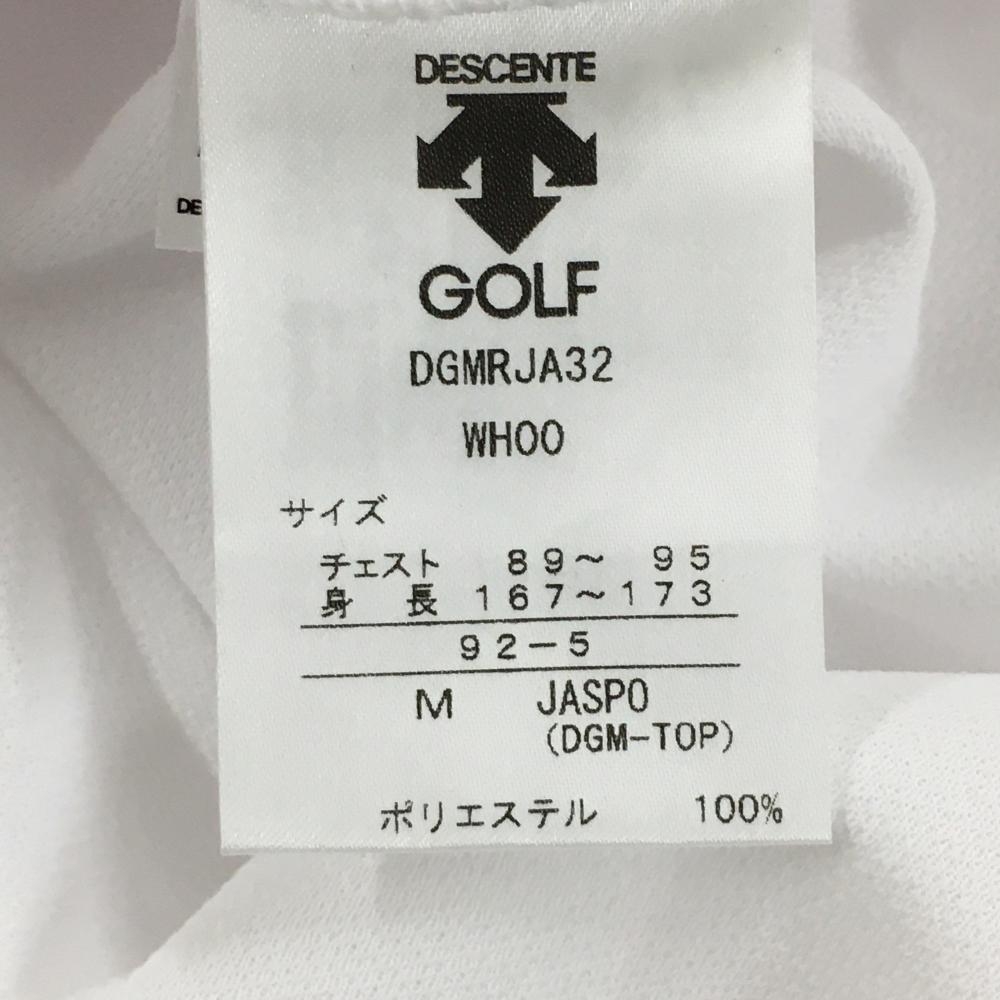 DESCENTE
GOLF
DGMRJA32
WH00
サイズ
チェスト 89～ 95
身 長 167～173
92－5
M JASPO
(DGM-TOP)
ポリエステル 100%
DE